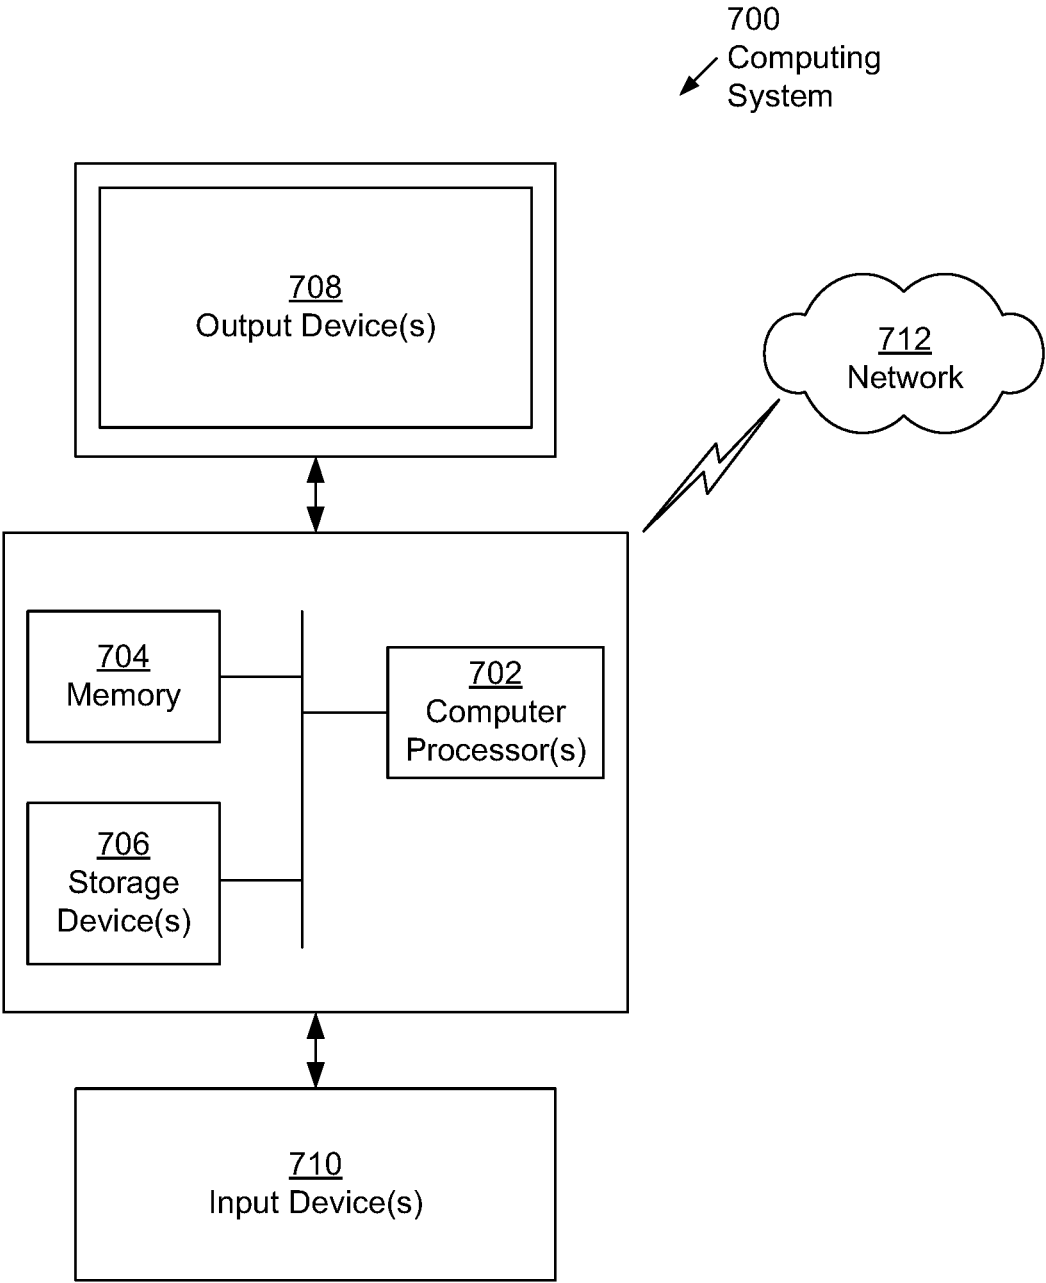 700
Computing
System
708
Output Device(s)
712
Network
704
Memory
702
Computer
Processor(s)
706
Storage
Device(s)
710
Input Device(s)